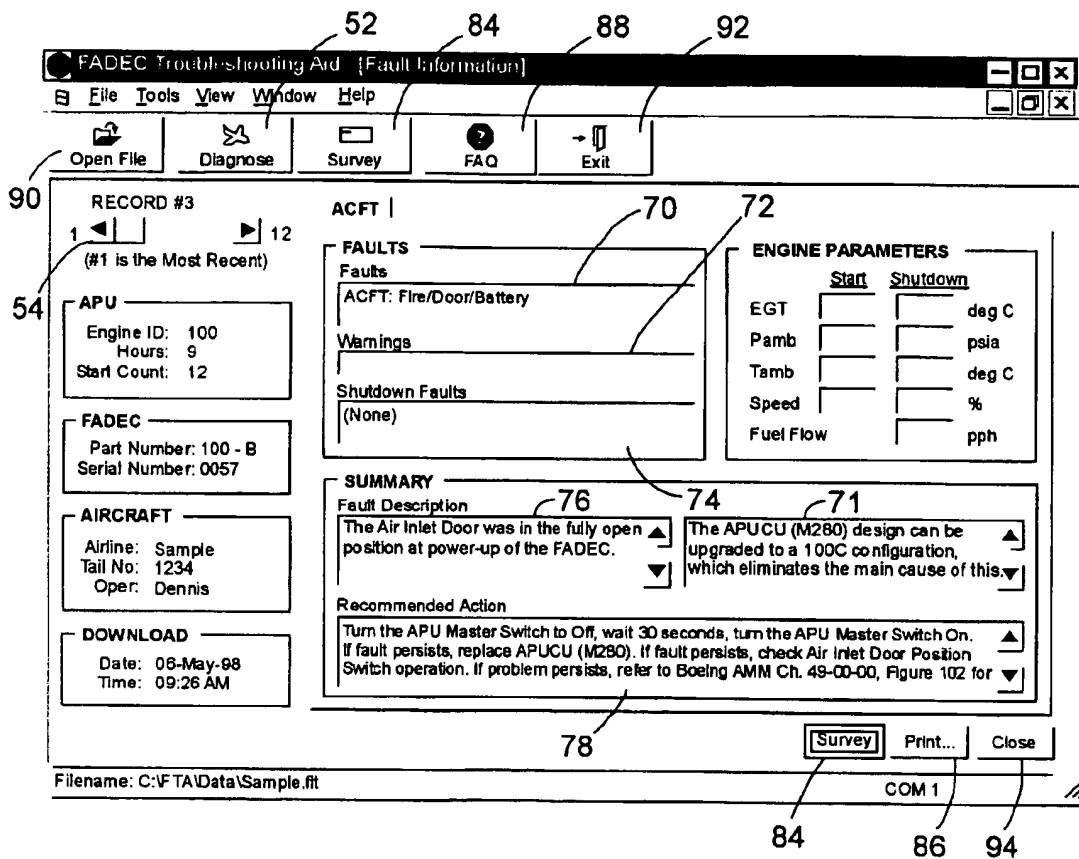 52 84 88 92
FADEC Troubleshooting Aid [Fault Information]
File Tools View Window Help
Open File Diagnose Survey FAQ Exit
90
RECORD #3
1 12
(#1 is the Most Recent)
54
APU
Engine ID: 100
Hours: 9
Start Count: 12
FADEC
Part Number: 100 - B
Serial Number: 0057
AIRCRAFT
Airline: Sample
Tail No: 1234
Oper: Dennis
DOWNLOAD
Date: 06-May-98
Time: 09:26 AM
ACFT
70 72
FAULTS
Faults
ACFT: Fire/Door/Battery
Warnings
Shutdown Faults
(None)
74
ENGINE PARAMETERS
Start Shutdown
EGT deg C
Pamb psia
Tamb deg C
Speed %
Fuel Flow pph
SUMMARY
Fault Description
76 71
The Air Inlet Door was in the fully open
position at power-up of the FADEC.
The APUCU (M280) design can be
upgraded to a 100C configuration,
which eliminates the main cause of this.
Recommended Action
Turn the APU Master Switch to Off, wait 30 seconds, turn the APU Master Switch On.
If fault persists, replace APUCU (M280). If fault persists, check Air Inlet Door Position
Switch operation. If problem persists, refer to Boeing AMM Ch. 49-00-00, Figure 102 for
78
Survey Print... Close
Filename: C:\FTA\Data\Sample.flt
COM 1
84 86 94